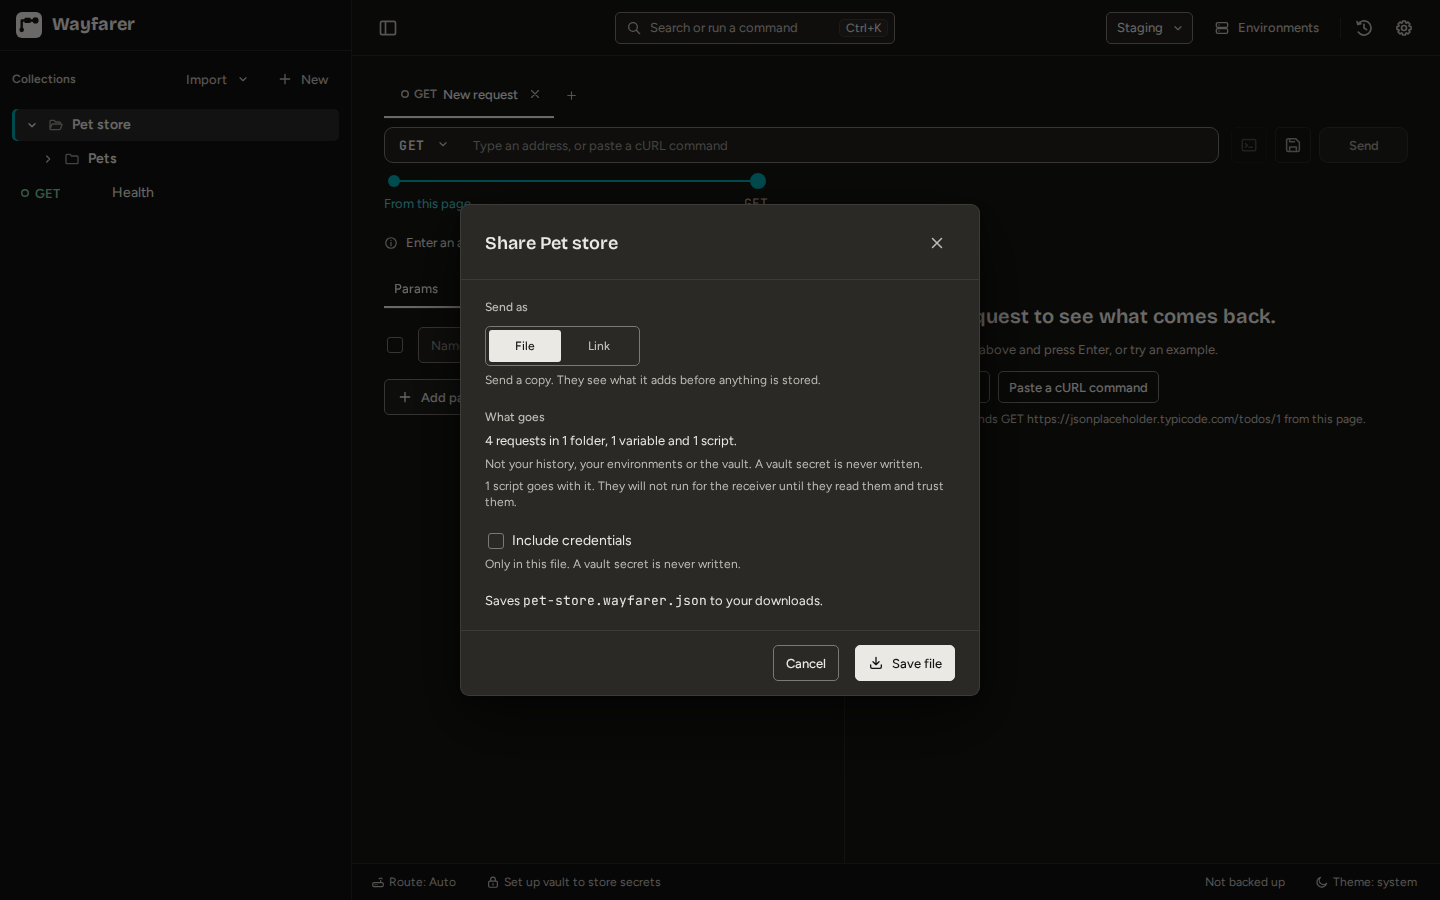 Wayfarer
Search or run a command
Ctrl+K
Staging
Environments
Collections
Import
New
GET New request
Pet store
GET
Type an address, or paste a cURL command
Send
Pets
GET Health
From this page
GET
Share Pet store
Enter an a
Params
Send as
File
Link
Send a copy. They see what it adds before anything is stored.
What goes
4 requests in 1 folder, 1 variable and 1 script.
Not your history, your environments or the vault. A vault secret is never written.
1 script goes with it. They will not run for the receiver until they read them and trust
them.
Include credentials
Only in this file. A vault secret is never written.
Saves pet-store.wayfarer.json to your downloads.
Cancel
Save file
Nam
Add pa
quest to see what comes back.
above and press Enter, or try an example.
Paste a cURL command
nds GET https://jsonplaceholder.typicode.com/todos/1 from this page.
Route: Auto
Set up vault to store secrets
Not backed up
Theme: system